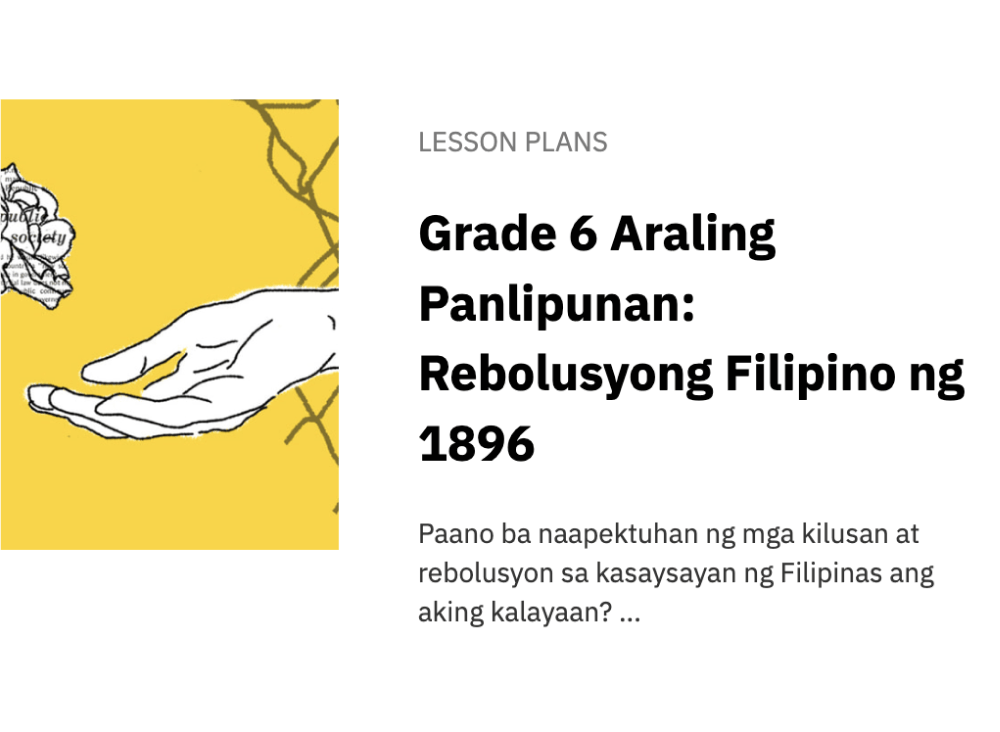 LESSON PLANS
Grade 6 Araling
Panlipunan:
Rebolusyong Filipino ng
1896
Paano ba naapektuhan ng mga kilusan at
rebolusyon sa kasaysayan ng Filipinas ang
aking kalayaan? ...
public
society